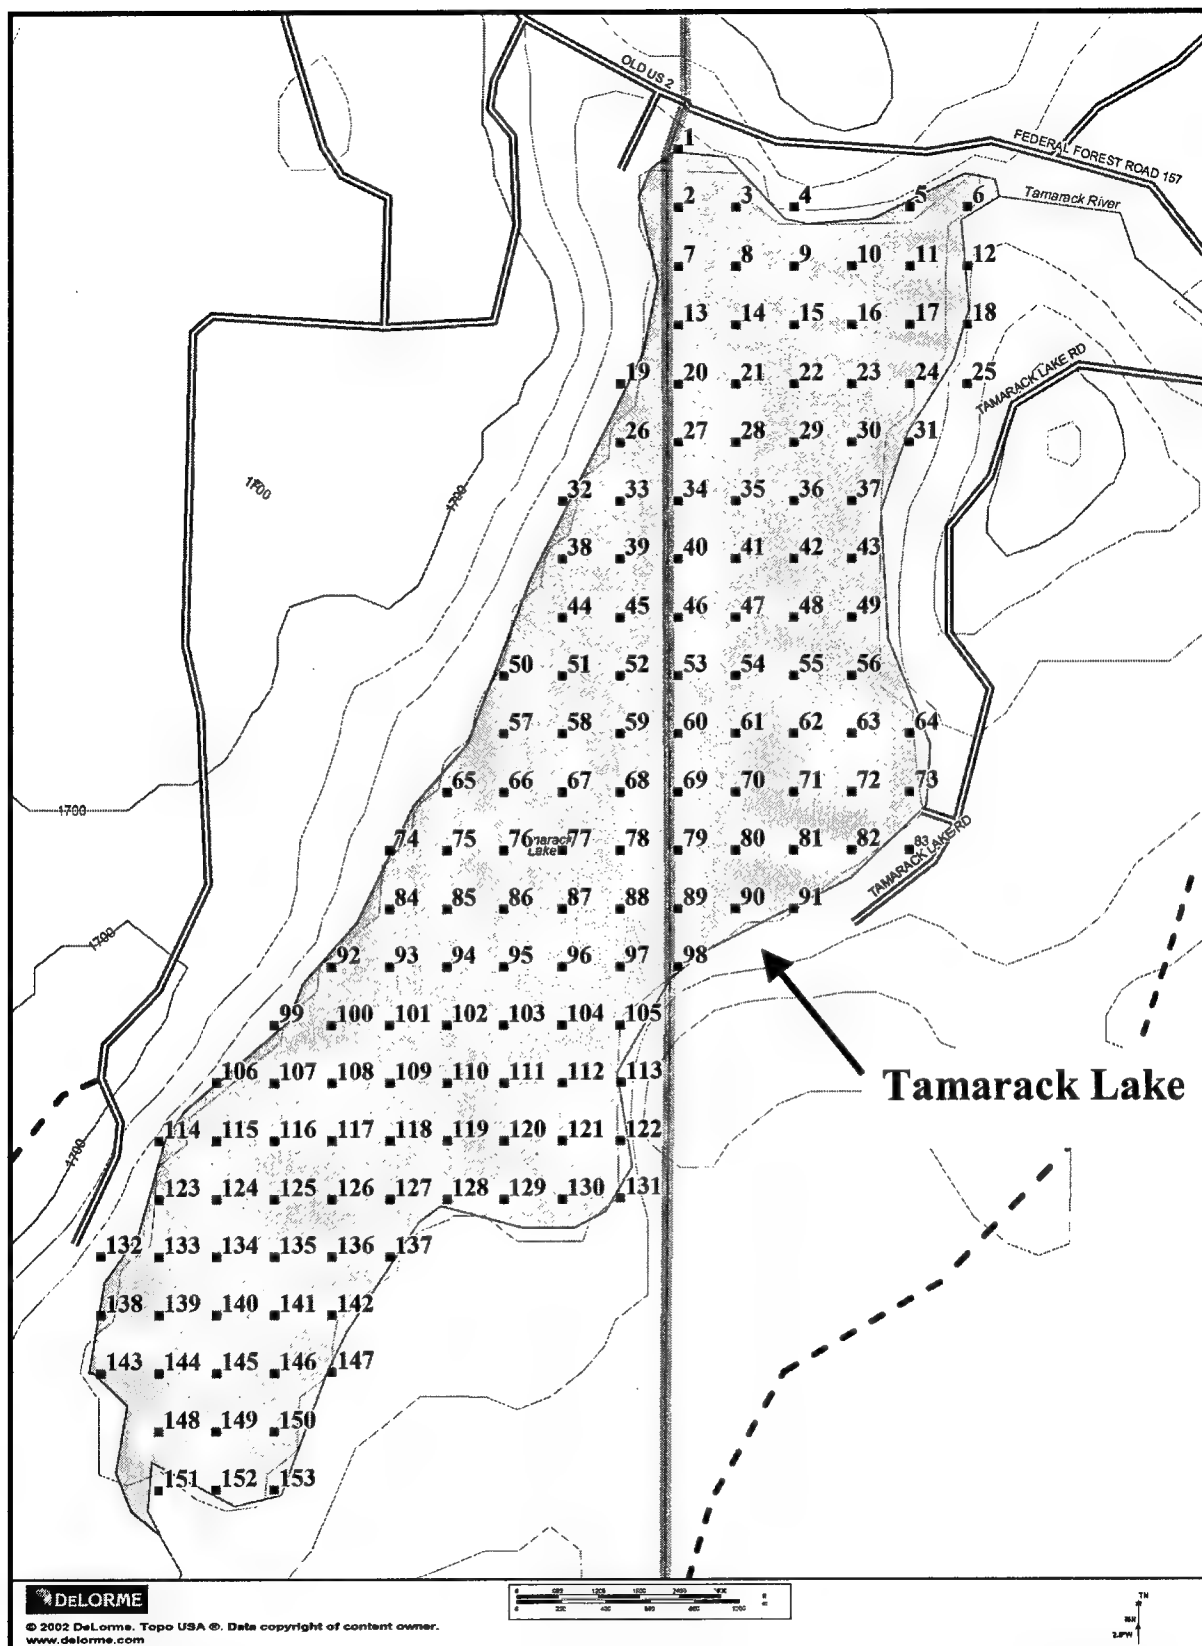 OLD US 2
1
FEDERAL FOREST ROAD 157
2 3 4 5 6
Tamarack River
7 8 9 10 11 12
13 14 15 16 17 18
TAMARACK LAKE RD
19 20 21 22 23 24 25
26 27 28 29 30 31
1700
1700
32 33 34 35 36 37
38 39 40 41 42 43
44 45 46 47 48 49
50 51 52 53 54 55 56
57 58 59 60 61 62 63 64
65 66 67 68 69 70 71 72 73
1700
74 75 76 77 78 79 80 81 82 83
Lake
TAMARACK LAKE RD
84 85 86 87 88 89 90 91
1700
92 93 94 95 96 97 98
99 100 101 102 103 104 105
106 107 108 109 110 111 112 113
Tamarack Lake
114 115 116 117 118 119 120 121 122
1700
123 124 125 126 127 128 129 130 131
132 133 134 135 136 137
138 139 140 141 142
143 144 145 146 147
148 149 150
151 152 153
DELORME
© 2002 DeLorme. Topo USA ®. Data copyright of content owner.
www.delorme.com
TN